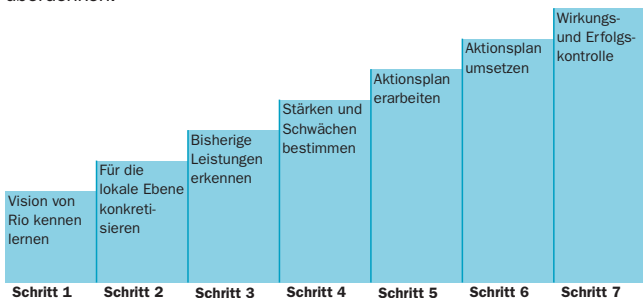 Vision von
Rio kennen
lernen
Für die
lokale Ebene
konkreti-
sieren
Bisherige
Leistungen
erkennen
Stärken und
Schwächen
bestimmen
Aktionsplan
erarbeiten
Aktionsplan
umsetzen
Wirkungs-
und Erfolgs-
kontrolle
Schritt 1 Schritt 2 Schritt 3 Schritt 4 Schritt 5 Schritt 6 Schritt 7